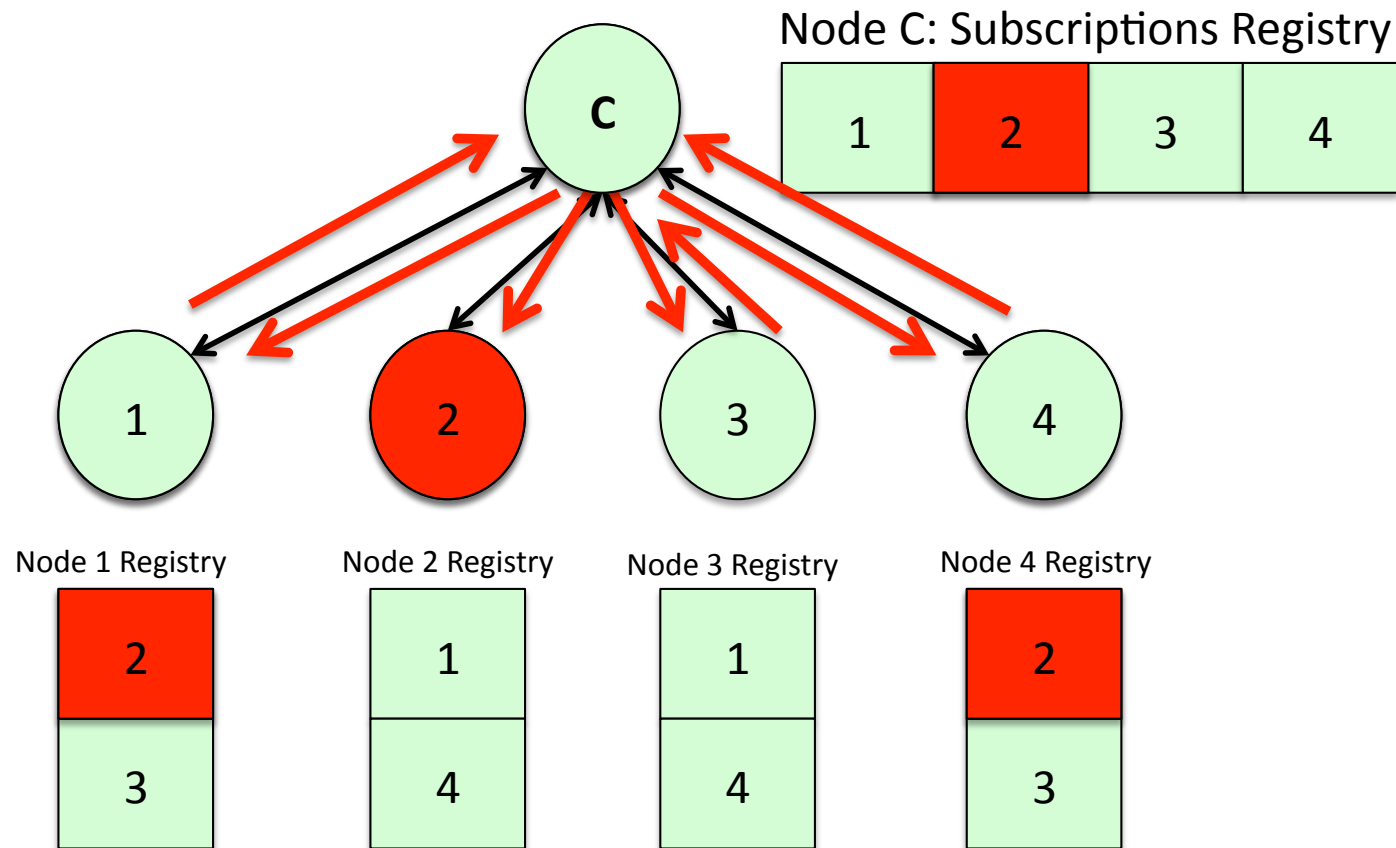 Node C: Subscriptions Registry
C
1 2 3 4
1 2 3 4
Node 1 Registry Node 2 Registry Node 3 Registry Node 4 Registry
2 1 1 2
3 4 4 3